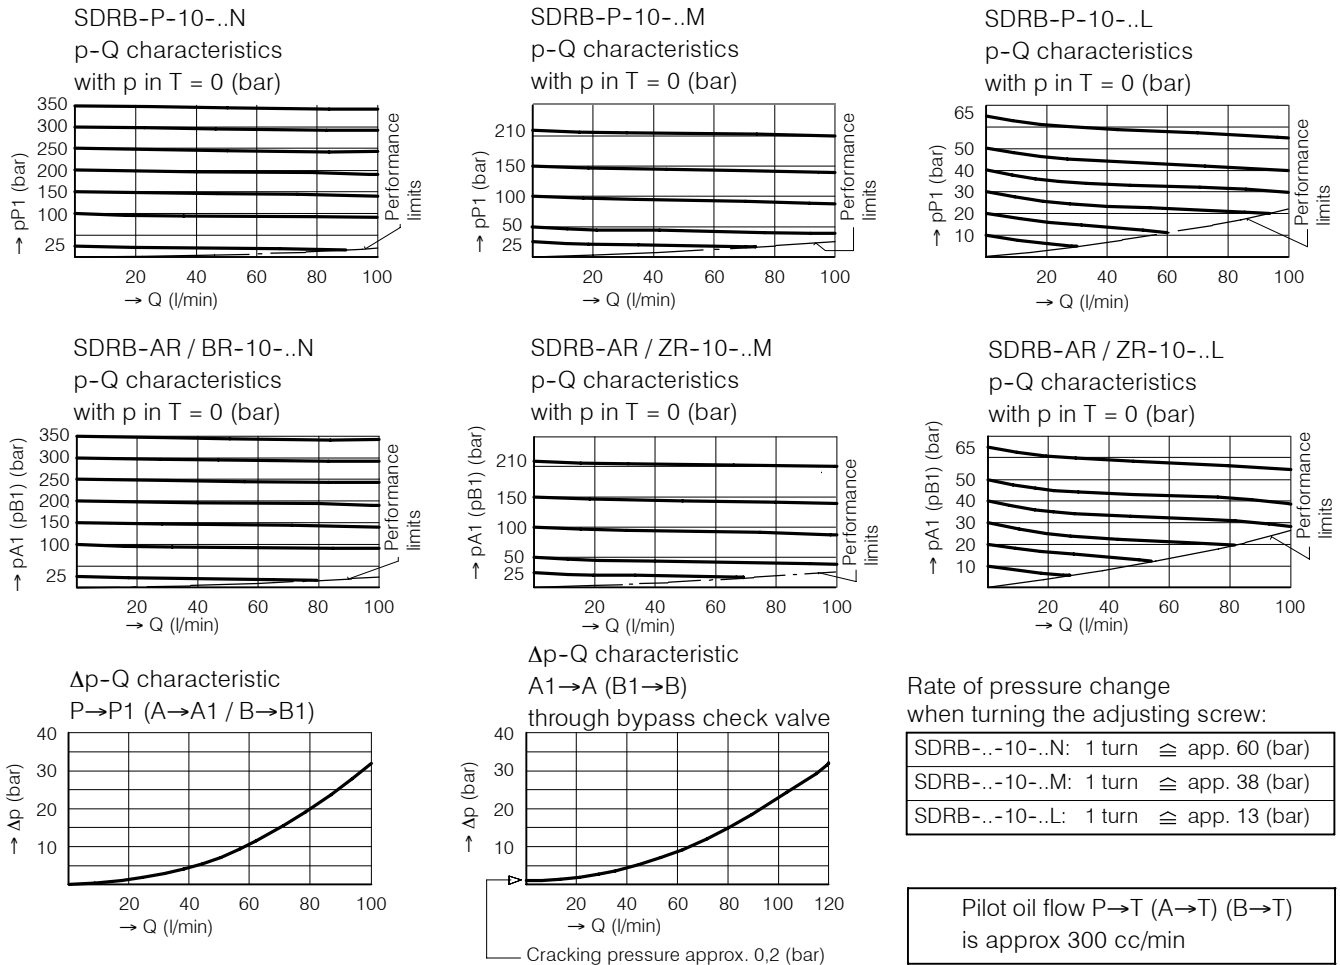 SDRB-P-10-..N
p-Q characteristics
with p in T = 0 (bar)
350
300
250
200
150
100
25
→ pP1 (bar)
20 40 60 80 100
→ Q (l/min)
Performance
limits
SDRB-P-10-..M
p-Q characteristics
with p in T = 0 (bar)
210
150
100
50
25
→ pP1 (bar)
20 40 60 80 100
→ Q (l/min)
Performance
limits
SDRB-P-10-..L
p-Q characteristics
with p in T = 0 (bar)
65
50
40
30
20
10
→ pP1 (bar)
20 40 60 80 100
→ Q (l/min)
Performance
limits
SDRB-AR / BR-10-..N
p-Q characteristics
with p in T = 0 (bar)
350
300
250
200
150
100
25
→ pA1 (pB1) (bar)
20 40 60 80 100
→ Q (l/min)
Performance
limits
SDRB-AR / ZR-10-..M
p-Q characteristics
with p in T = 0 (bar)
210
150
100
50
25
→ pA1 (pB1) (bar)
20 40 60 80 100
→ Q (l/min)
Performance
limits
SDRB-AR / ZR-10-..L
p-Q characteristics
with p in T = 0 (bar)
65
50
40
30
20
10
→ pA1 (pB1) (bar)
20 40 60 80 100
→ Q (l/min)
Performance
limits
Δp-Q characteristic
P→P1 (A→A1 / B→B1)
40
30
20
10
→ Δp (bar)
20 40 60 80 100
→ Q (l/min)
Δp-Q characteristic
A1→A (B1→B)
through bypass check valve
40
30
20
10
→ Δp (bar)
20 40 60 80 100 120
→ Q (l/min)
Cracking pressure approx. 0,2 (bar)
Rate of pressure change
when turning the adjusting screw:
SDRB-..-10-..N: 1 turn ≙ app. 60 (bar)
SDRB-..-10-..M: 1 turn ≙ app. 38 (bar)
SDRB-..-10-..L: 1 turn ≙ app. 13 (bar)
Pilot oil flow P→T (A→T) (B→T)
is approx 300 cc/min